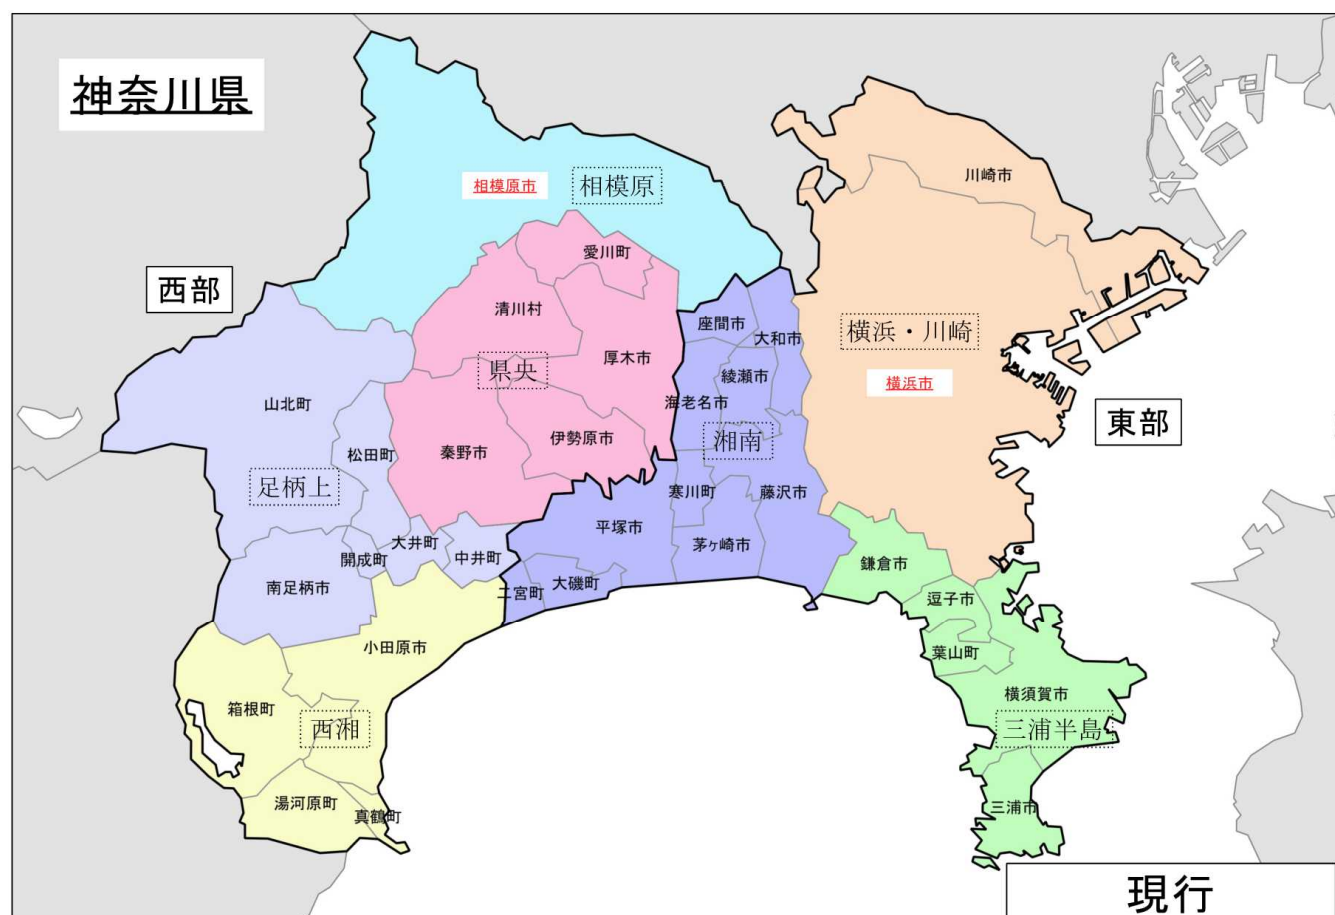 神奈川県
川崎市
相模原市
相模原
愛川町
西部
清川村
座間市
大和市
横浜・川崎
厚木市
県央
綾瀬市
横浜市
山北町
海老名市
東部
松田町
秦野市
伊勢原市
湘南
足柄上
寒川町
藤沢市
平塚市
大井町
茅ヶ崎市
開成町
中井町
鎌倉市
南足柄市
二宮町
大磯町
逗子市
小田原市
葉山町
横須賀市
箱根町
西湘
三浦半島
湯河原町
真鶴町
三浦市
現行